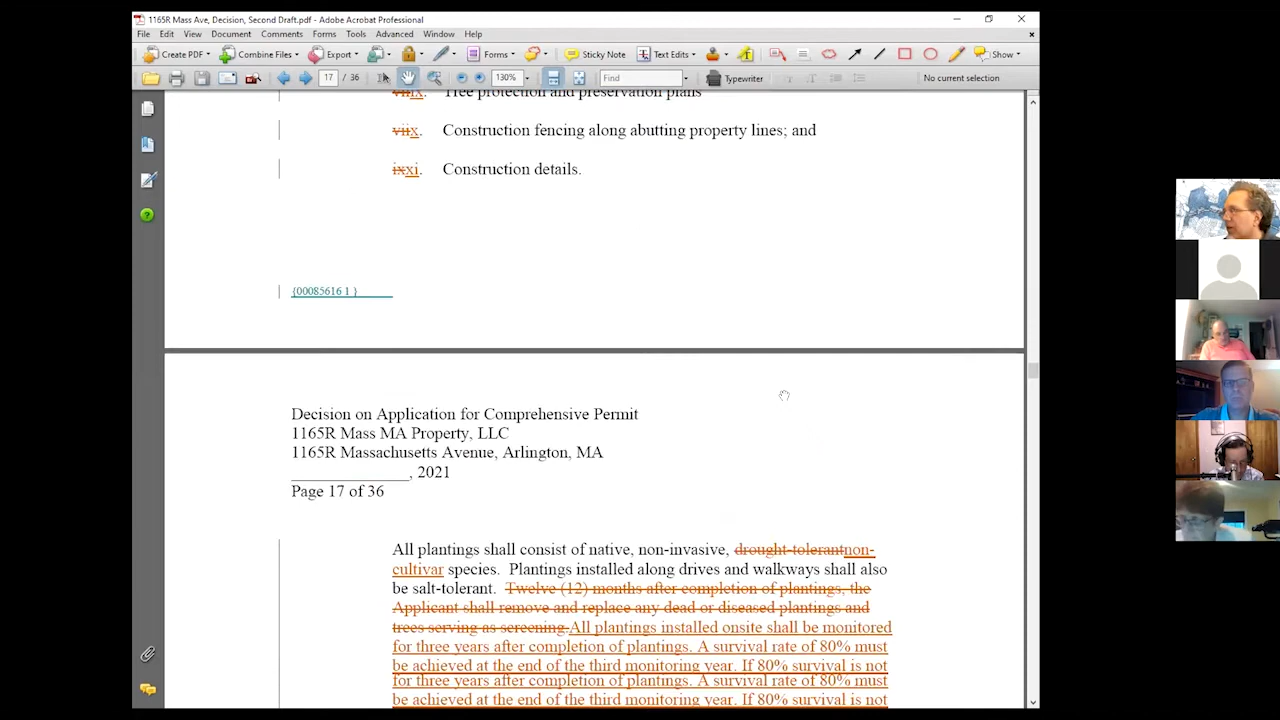 1165R Mass Ave, Decision, Second Draft.pdf - Adobe Acrobat Professional
File Edit View Document Comments Forms Tools Advanced Window Help
Create PDF Combine Files Export Forms Sticky Note Text Edits Show
17 / 36 130% Find Typewriter No current selection
viiix. Tree protection and preservation plans
viix. Construction fencing along abutting property lines; and
ixxi. Construction details.
{00085616 1 }
Decision on Application for Comprehensive Permit
1165R Mass MA Property, LLC
1165R Massachusetts Avenue, Arlington, MA
_______________, 2021
Page 17 of 36
All plantings shall consist of native, non-invasive, drought-tolerantnon-
cultivar species. Plantings installed along drives and walkways shall also
be salt-tolerant. Twelve (12) months after completion of plantings, the
Applicant shall remove and replace any dead or diseased plantings and
trees serving as screening.All plantings installed onsite shall be monitored
for three years after completion of plantings. A survival rate of 80% must
be achieved at the end of the third monitoring year. If 80% survival is not
for three years after completion of plantings. A survival rate of 80% must
be achieved at the end of the third monitoring year. If 80% survival is not